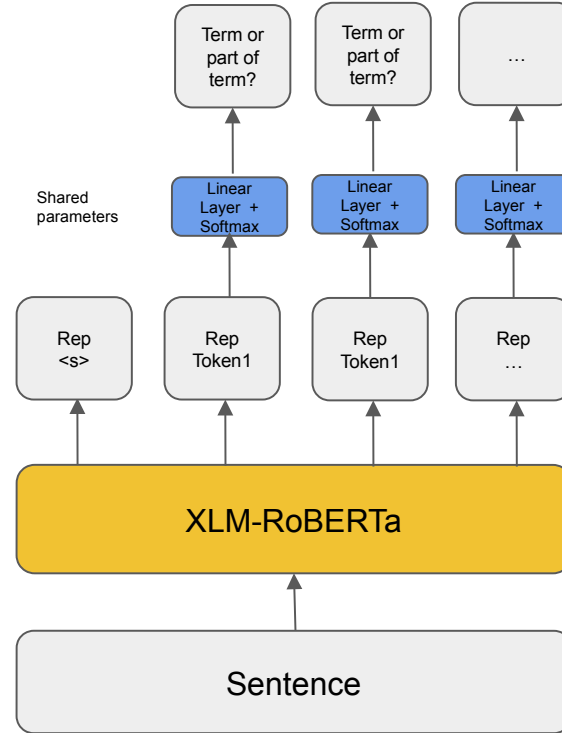 Term or
part of
term?
Term or
part of
term?
…
Shared
parameters
Linear
Layer +
Softmax
Linear
Layer +
Softmax
Linear
Layer +
Softmax
Rep
<s>
Rep
Token1
Rep
Token1
Rep
…
XLM-RoBERTa
Sentence